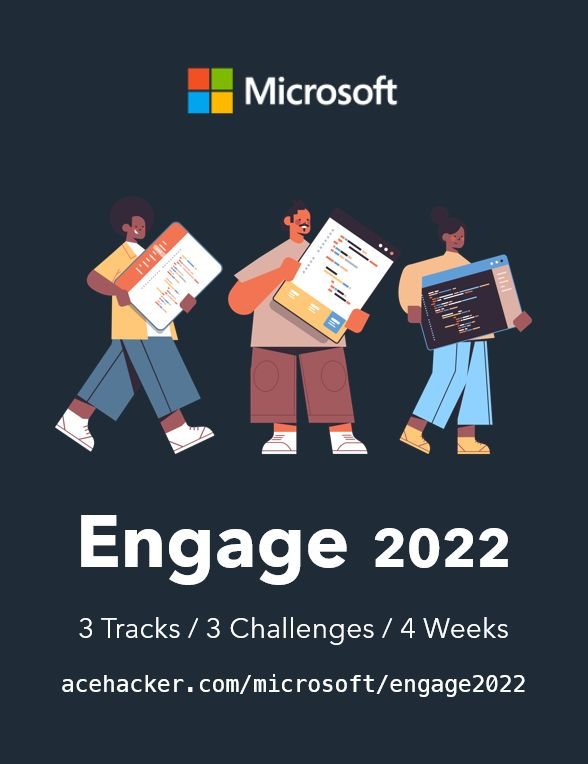 Microsoft
Engage 2022
3 Tracks / 3 Challenges / 4 Weeks
acehacker.com/microsoft/engage2022